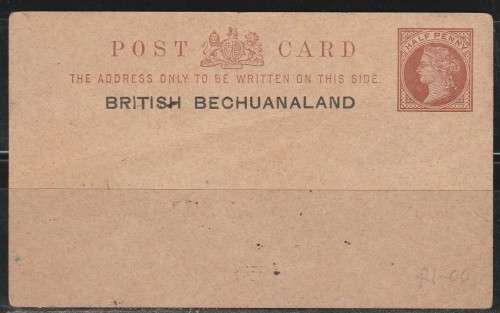 POST CARD
HALF PENNY
THE ADDRESS ONLY TO BE WRITTEN ON THIS SIDE.
BRITISH BECHUANALAND